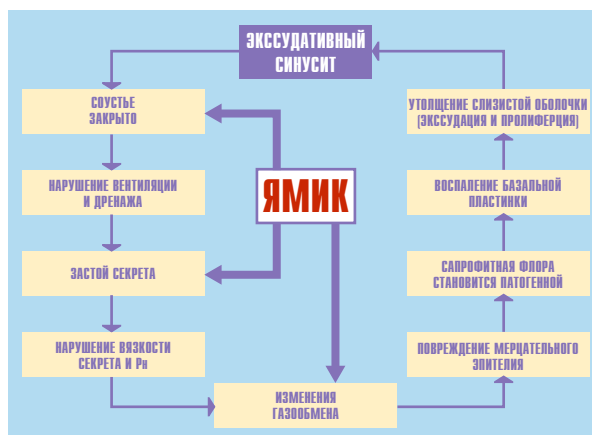 ЭКССУДАТИВНЫЙ
СИНУСИТ
СОУСТЬЕ
ЗАКРЫТО
НАРУШЕНИЕ ВЕНТИЛЯЦИИ
И ДРЕНАЖА
ЗАСТОЙ СЕКРЕТА
НАРУШЕНИЕ ВЯЗКОСТИ
СЕКРЕТА И Рн
ЯМИК
ИЗМЕНЕНИЯ
ГАЗООБМЕНА
УТОЛЩЕНИЕ СЛИЗИСТОЙ ОБОЛОЧКИ
(ЭКССУДАЦИЯ И ПРОЛИФЕРЦИЯ)
ВОСПАЛЕНИЕ БАЗАЛЬНОЙ
ПЛАСТИНКИ
САПРОФИТНАЯ ФЛОРА
СТАНОВИТСЯ ПАТОГЕННОЙ
ПОВРЕЖДЕНИЕ МЕРЦАТЕЛЬНОГО
ЭПИТЕЛИЯ